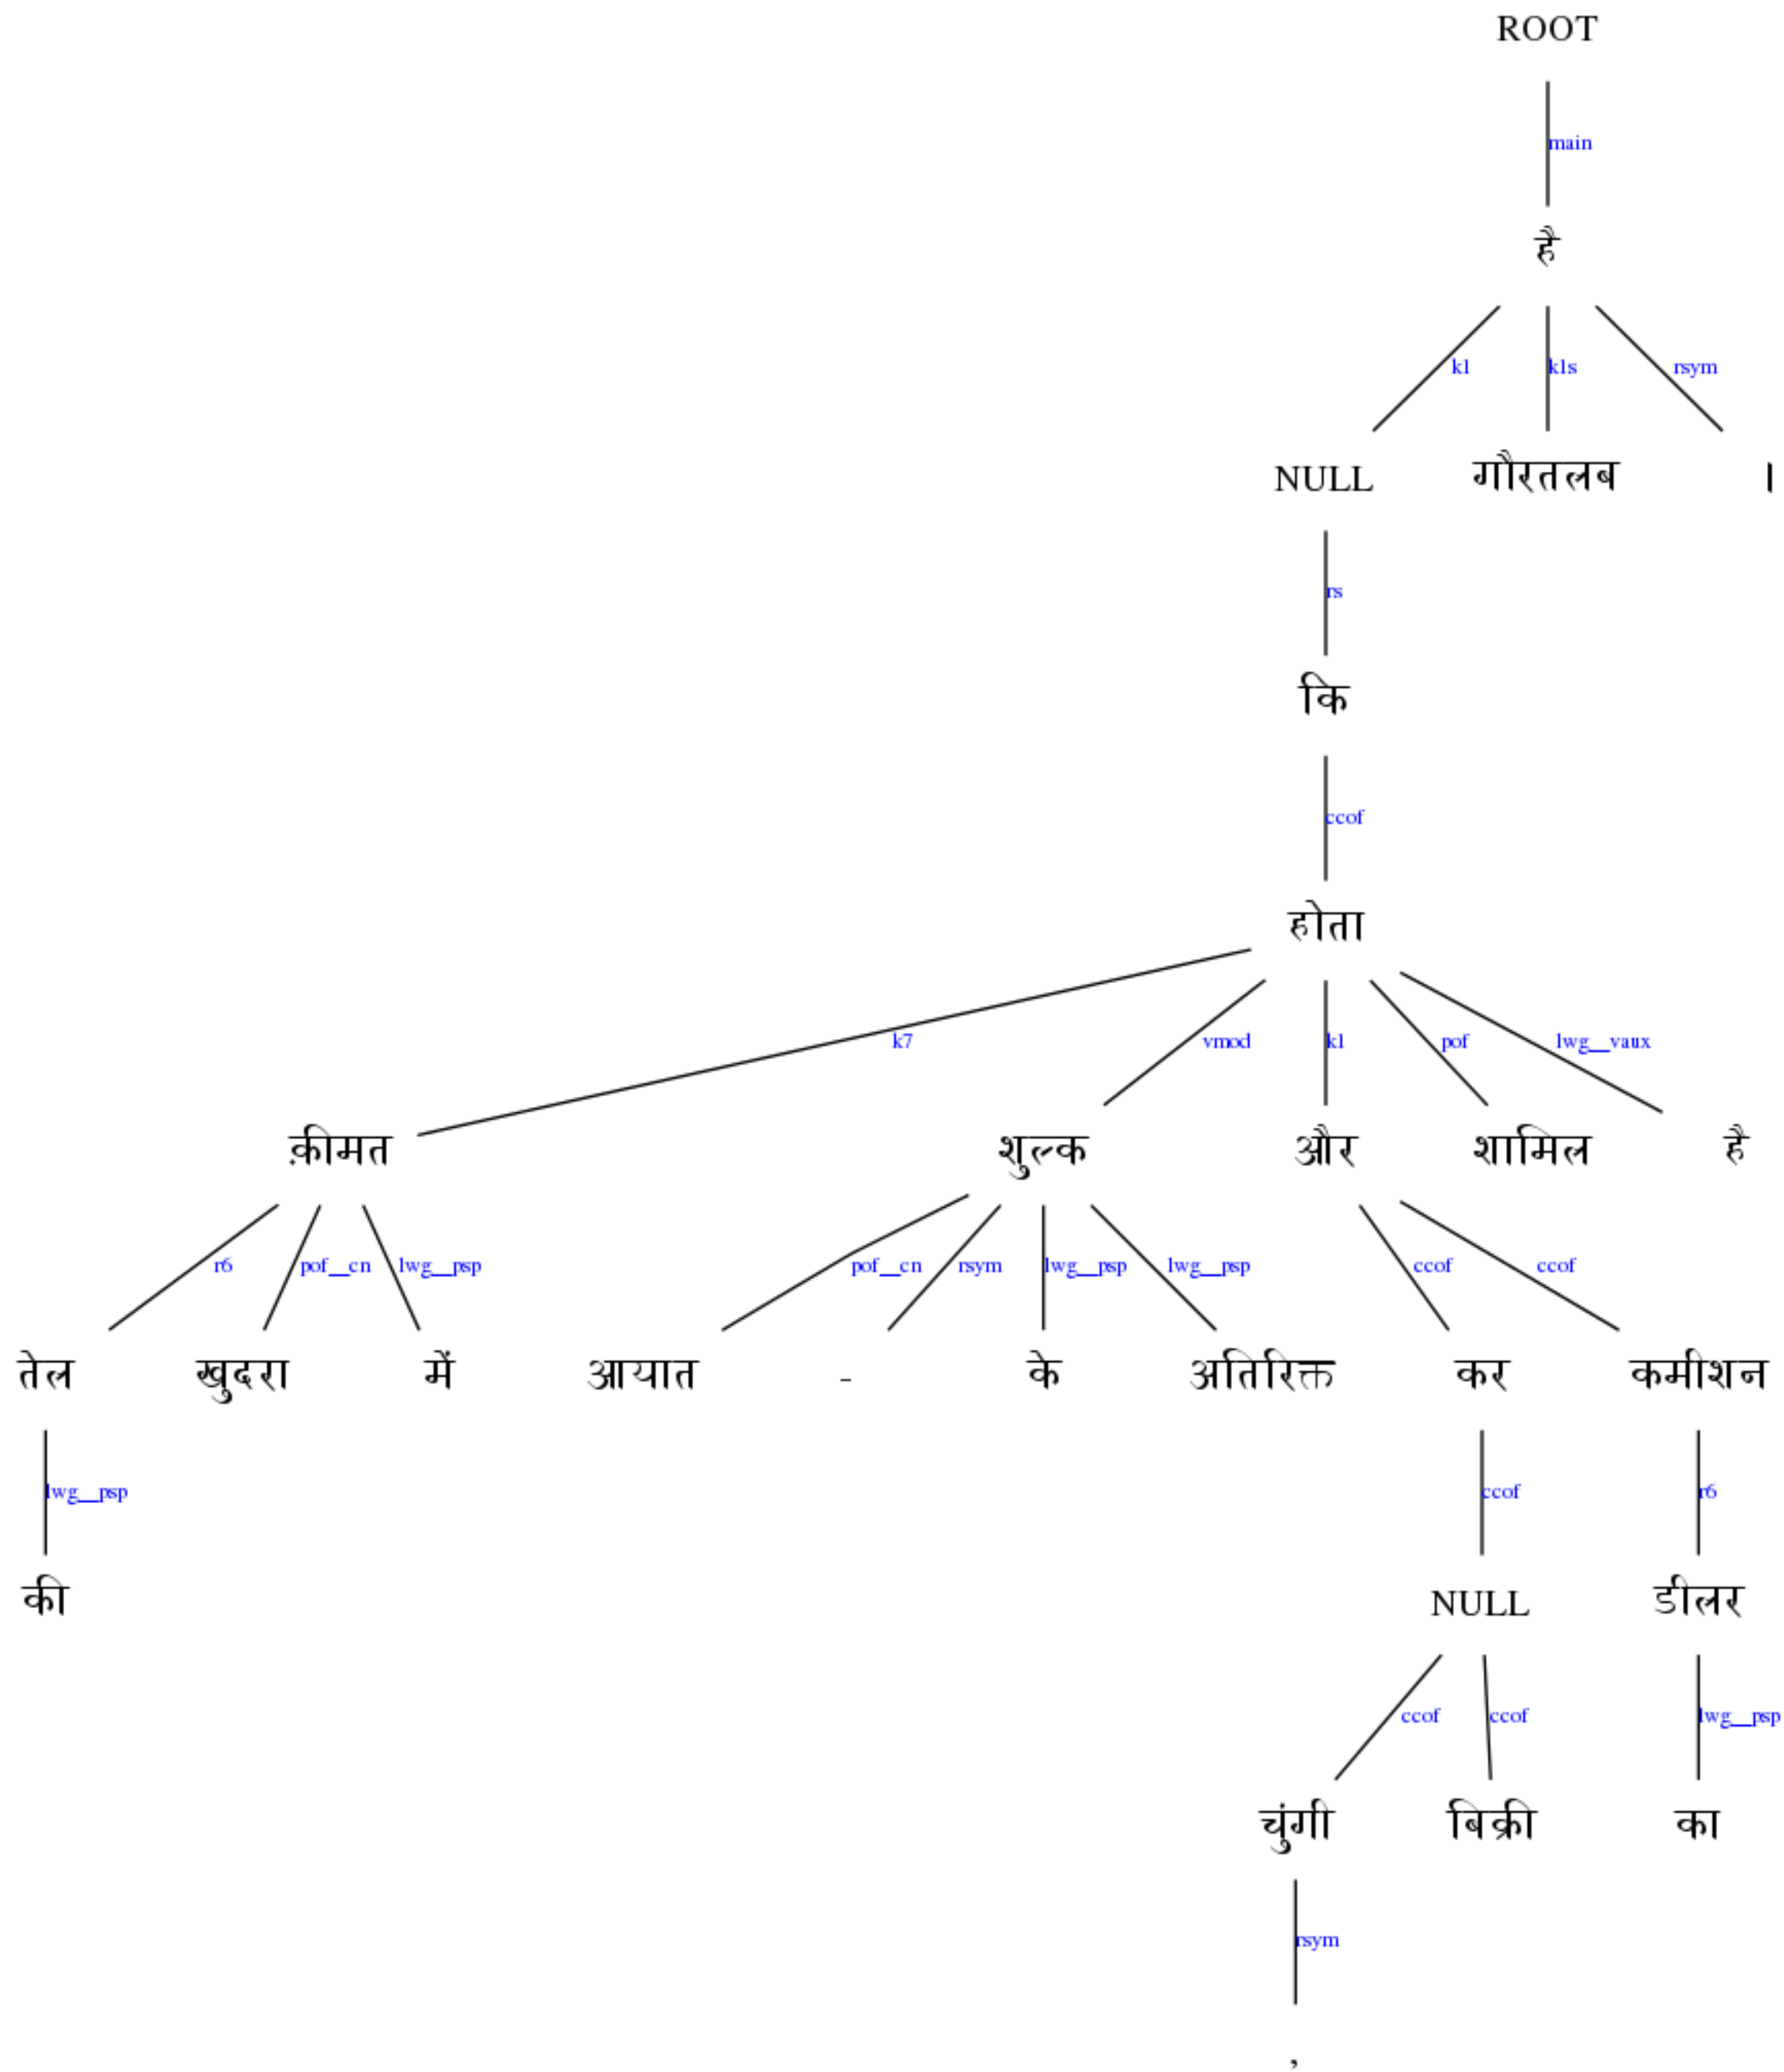 ROOT
main
है
k1 k1s rsym
NULL गौरतलब ।
rs
कि
ccof
होता
k7 vmod k1 pof lwg__vaux
क़ीमत शुल्क और शामिल है
r6 pof__cn lwg__psp pof__cn rsym lwg__psp lwg__psp ccof ccof
तेल खुदरा में आयात - के अतिरिक्त कर कमीशन
lwg__psp ccof r6
की NULL डीलर
ccof ccof lwg__psp
चुंगी बिक्री का
rsym
,